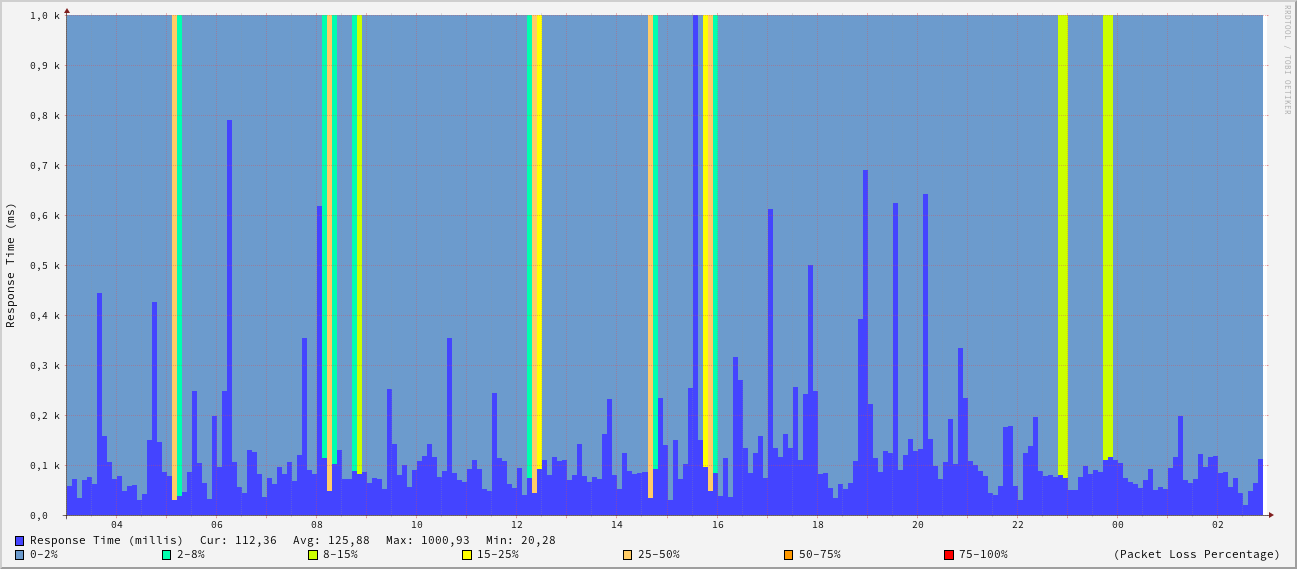 RRDTOOL / TOBI OETIKER
Response Time (ms)
1,0 k
0,9 k
0,8 k
0,7 k
0,6 k
0,5 k
0,4 k
0,3 k
0,2 k
0,1 k
0,0
04 06 08 10 12 14 16 18 20 22 00 02
Response Time (millis) Cur: 112,36 Avg: 125,88 Max: 1000,93 Min: 20,28
0-2% 2-8% 8-15% 15-25% 25-50% 50-75% 75-100% (Packet Loss Percentage)